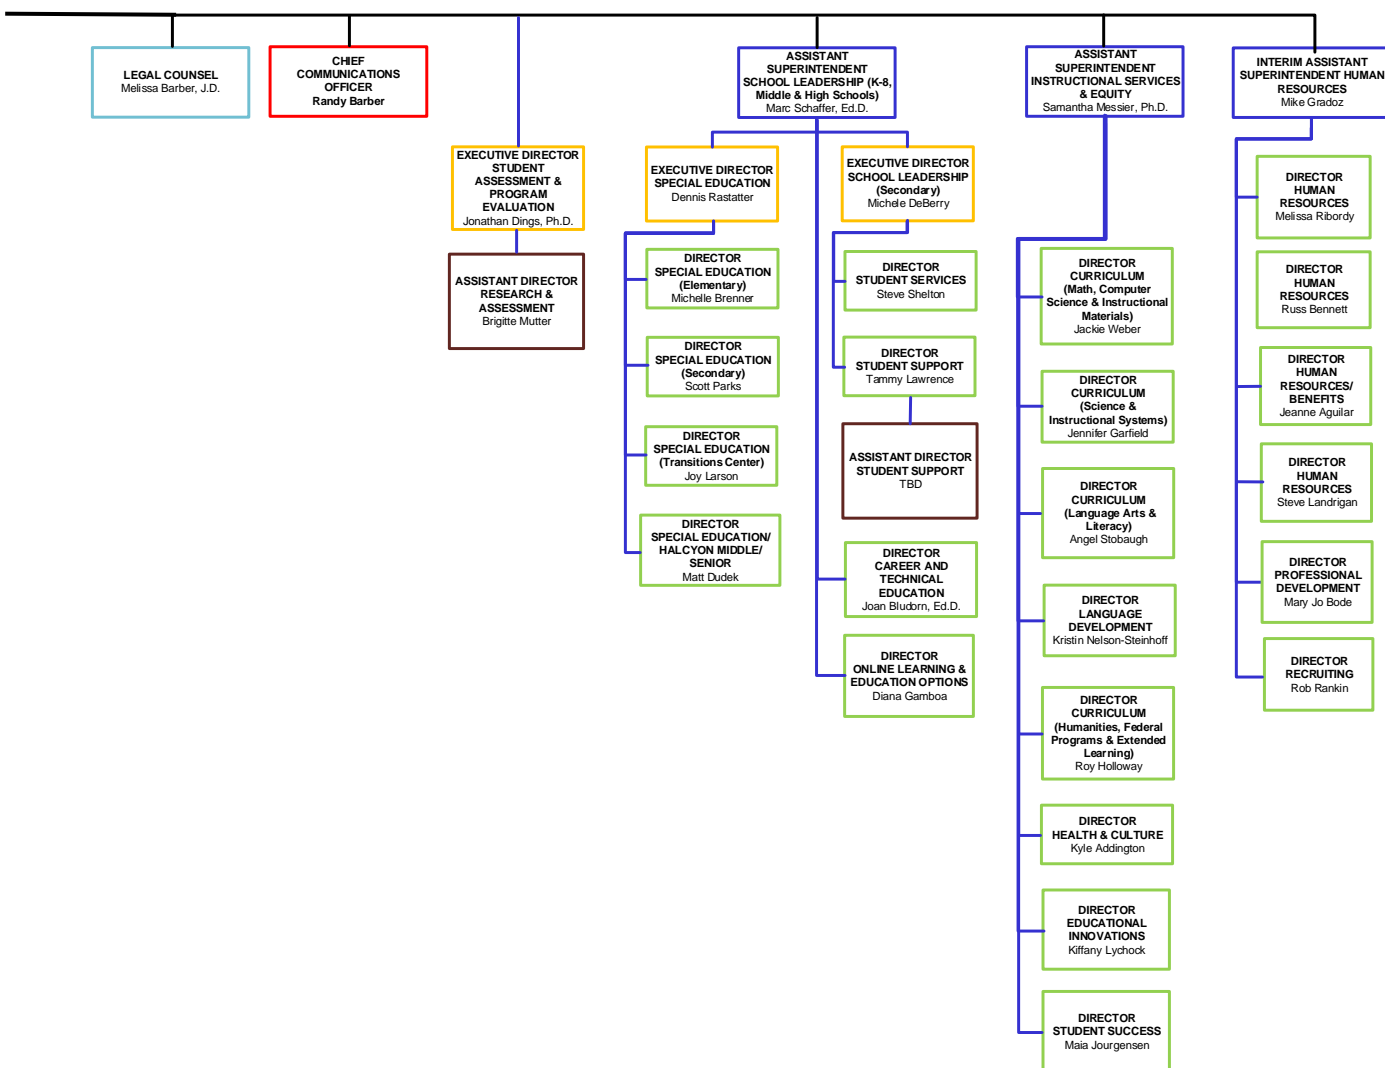 LEGAL COUNSEL
Melissa Barber, J.D.
CHIEF
COMMUNICATIONS
OFFICER
Randy Barber
EXECUTIVE DIRECTOR
STUDENT
ASSESSMENT &
PROGRAM
EVALUATION
Jonathan Dings, Ph.D.
ASSISTANT DIRECTOR
RESEARCH &
ASSESSMENT
Brigitte Mutter
ASSISTANT
SUPERINTENDENT
SCHOOL LEADERSHIP (K-8,
Middle & High Schools)
Marc Schaffer, Ed.D.
EXECUTIVE DIRECTOR
SPECIAL EDUCATION
Dennis Rastatter
DIRECTOR
SPECIAL EDUCATION
(Elementary)
Michelle Brenner
DIRECTOR
SPECIAL EDUCATION
(Secondary)
Scott Parks
DIRECTOR
SPECIAL EDUCATION
(Transitions Center)
Joy Larson
DIRECTOR
SPECIAL EDUCATION/
HALCYON MIDDLE/
SENIOR
Matt Dudek
EXECUTIVE DIRECTOR
SCHOOL LEADERSHIP
(Secondary)
Michele DeBerry
DIRECTOR
STUDENT SERVICES
Steve Shelton
DIRECTOR
STUDENT SUPPORT
Tammy Lawrence
ASSISTANT DIRECTOR
STUDENT SUPPORT
TBD
DIRECTOR
CAREER AND
TECHNICAL
EDUCATION
Joan Bludorn, Ed.D.
DIRECTOR
ONLINE LEARNING &
EDUCATION OPTIONS
Diana Gamboa
ASSISTANT
SUPERINTENDENT
INSTRUCTIONAL SERVICES
& EQUITY
Samantha Messier, Ph.D.
DIRECTOR
CURRICULUM
(Math, Computer
Science & Instructional
Materials)
Jackie Weber
DIRECTOR
CURRICULUM
(Science &
Instructional Systems)
Jennifer Garfield
DIRECTOR
CURRICULUM
(Language Arts &
Literacy)
Angel Stobaugh
DIRECTOR
LANGUAGE
DEVELOPMENT
Kristin Nelson-Steinhoff
DIRECTOR
CURRICULUM
(Humanities, Federal
Programs & Extended
Learning)
Roy Holloway
DIRECTOR
HEALTH & CULTURE
Kyle Addington
DIRECTOR
EDUCATIONAL
INNOVATIONS
Kiffany Lychock
DIRECTOR
STUDENT SUCCESS
Maia Jourgensen
INTERIM ASSISTANT
SUPERINTENDENT HUMAN
RESOURCES
Mike Gradoz
DIRECTOR
HUMAN
RESOURCES
Melissa Ribordy
DIRECTOR
HUMAN
RESOURCES
Russ Bennett
DIRECTOR
HUMAN
RESOURCES/
BENEFITS
Jeanne Aguilar
DIRECTOR
HUMAN
RESOURCES
Steve Landrigan
DIRECTOR
PROFESSIONAL
DEVELOPMENT
Mary Jo Bode
DIRECTOR
RECRUITING
Rob Rankin